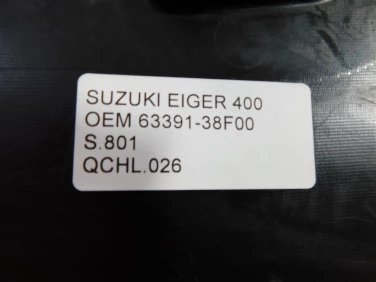 SUZUKI EIGER 400
OEM 63391-38F00
S.801
QCHL.026